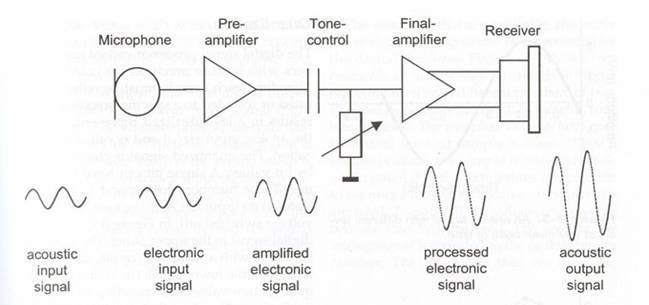 Microphone
Pre-
amplifier
Tone-
control
Final-
amplifier
Receiver
acoustic
input
signal
electronic
input
signal
amplified
electronic
signal
processed
electronic
signal
acoustic
output
signal